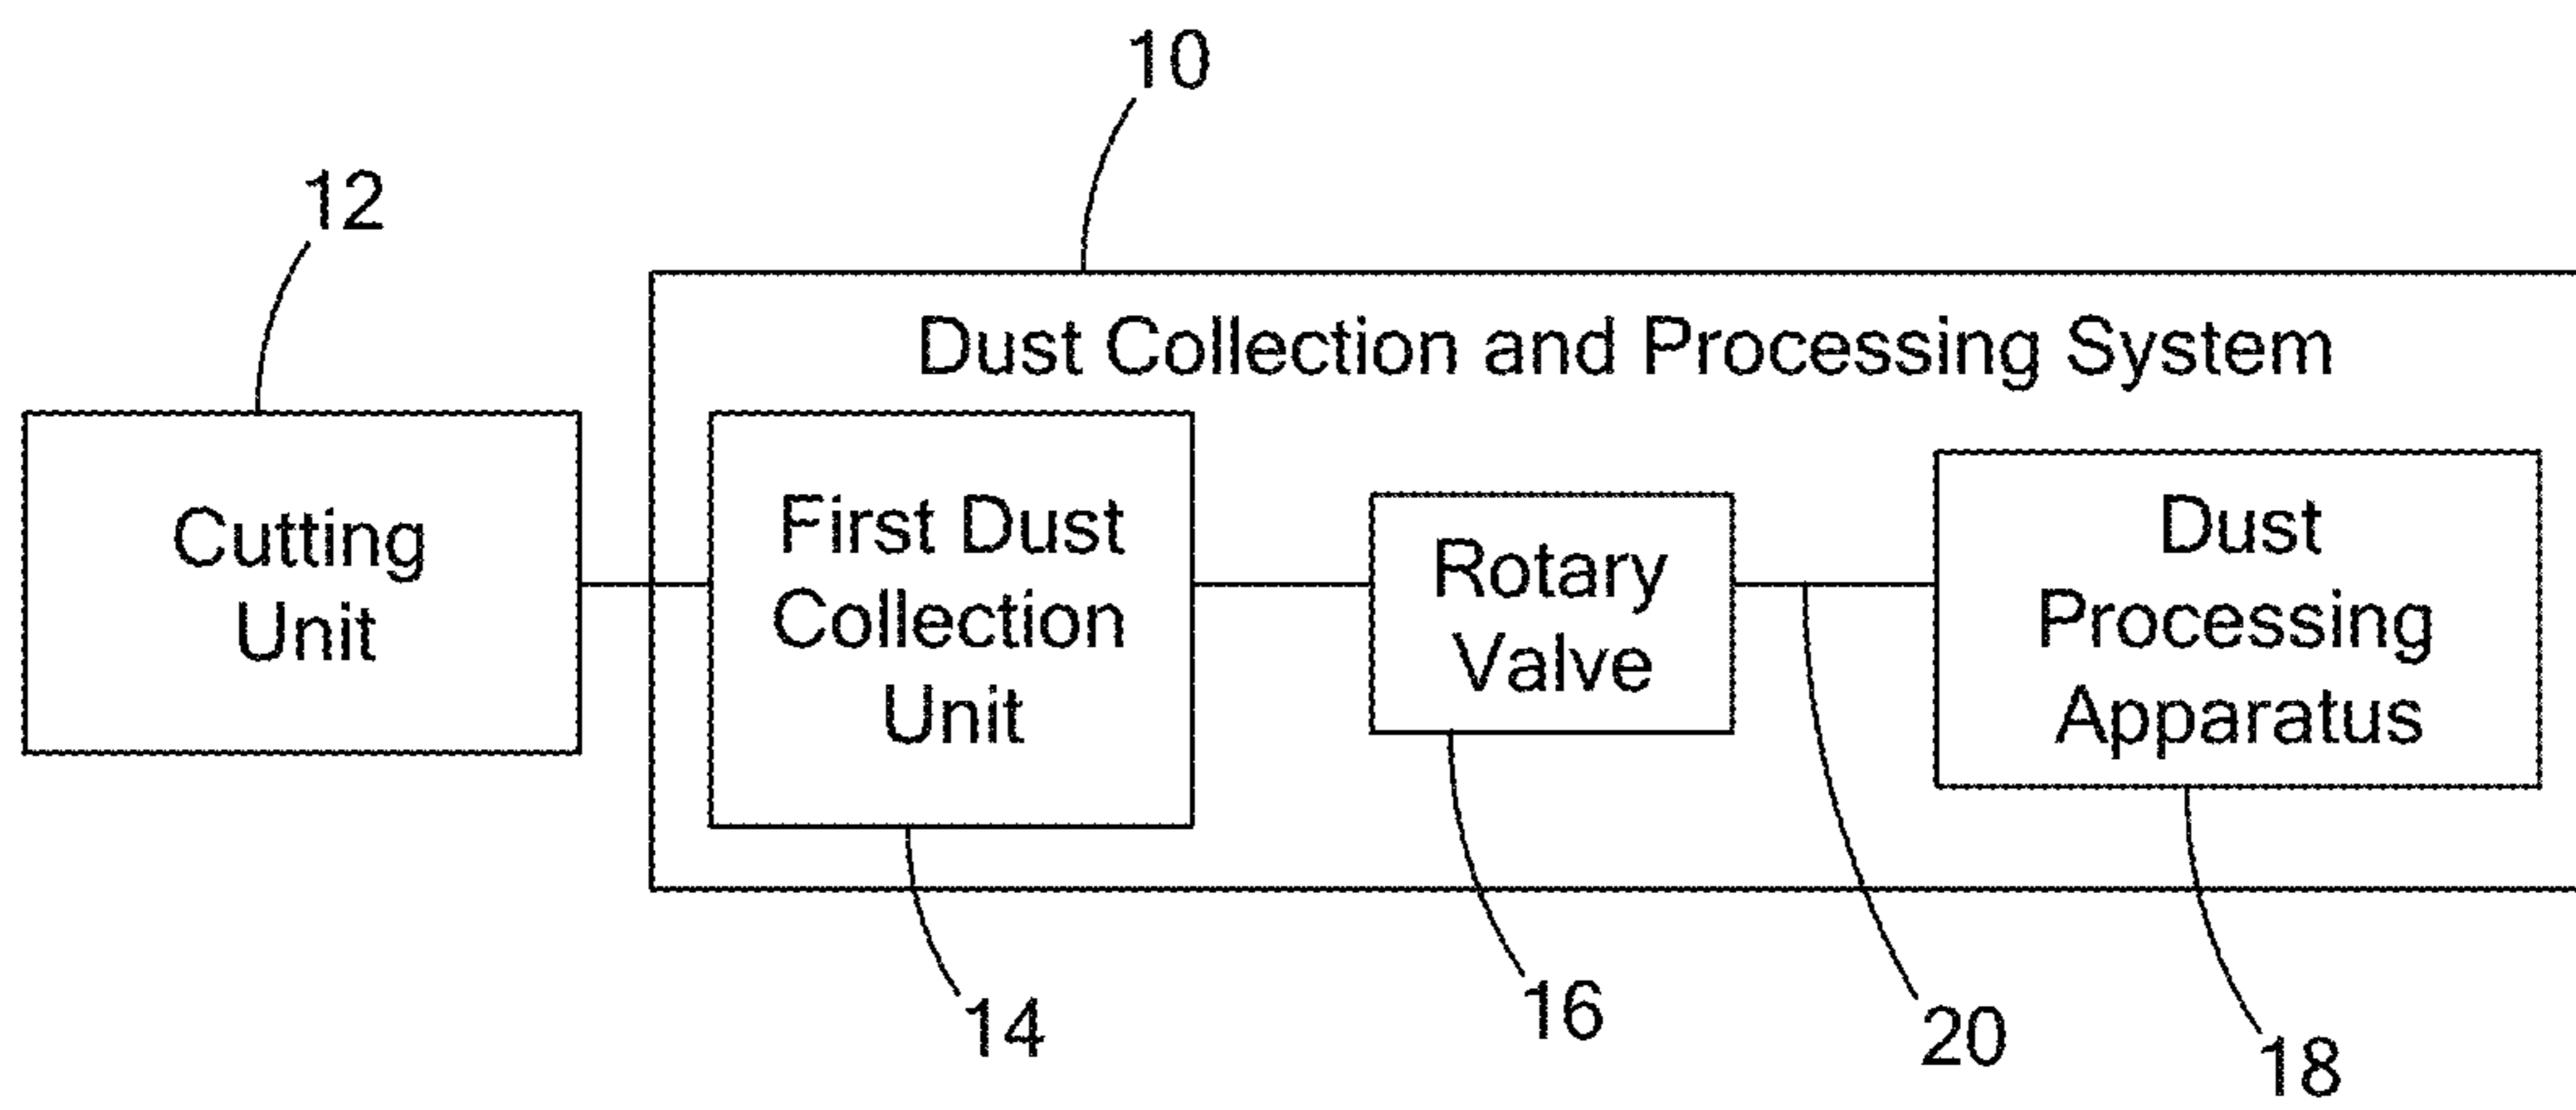 10
12
Dust Collection and Processing System
Cutting
Unit
First Dust
Collection
Unit
Rotary
Valve
Dust
Processing
Apparatus
14
16
20
18